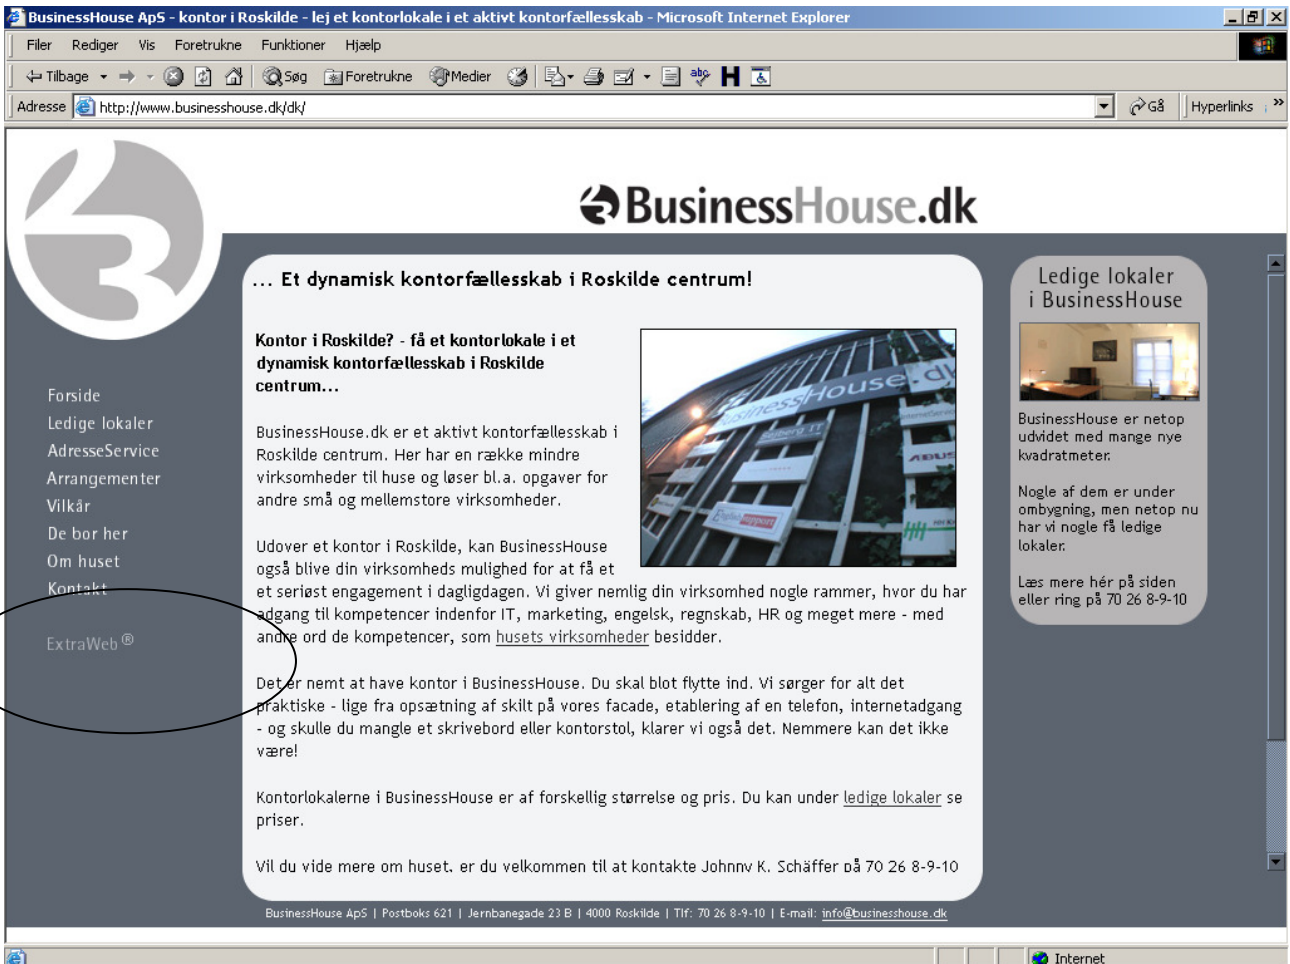 BusinessHouse ApS - kontor i Roskilde - lej et kontorlokale i et aktivt kontorfællesskab - Microsoft Internet Explorer
Filer Rediger Vis Foretrukne Funktioner Hjælp
Tilbage Søg Foretrukne Medier
Adresse http://www.businesshouse.dk/dk/ Gå Hyperlinks »
BusinessHouse.dk
Forside
Ledige lokaler
AdresseService
Arrangementer
Vilkår
De bor her
Om huset
Kontakt
ExtraWeb®
... Et dynamisk kontorfællesskab i Roskilde centrum!
Kontor i Roskilde? - få et kontorlokale i et
dynamisk kontorfællesskab i Roskilde
centrum...
BusinessHouse.dk er et aktivt kontorfællesskab i
Roskilde centrum. Her har en række mindre
virksomheder til huse og løser bl.a. opgaver for
andre små og mellemstore virksomheder.
BusinessHouse.dk
Sejberg IT
ABUS
Udover et kontor i Roskilde, kan BusinessHouse
også blive din virksomheds mulighed for at få et
et seriøst engagement i dagligdagen. Vi giver nemlig din virksomhed nogle rammer, hvor du har
adgang til kompetencer indenfor IT, marketing, engelsk, regnskab, HR og meget mere - med
andre ord de kompetencer, som husets virksomheder besidder.
Det er nemt at have kontor i BusinessHouse. Du skal blot flytte ind. Vi sørger for alt det
praktiske - lige fra opsætning af skilt på vores facade, etablering af en telefon, internetadgang
- og skulle du mangle et skrivebord eller kontorstol, klarer vi også det. Nemmere kan det ikke
være!
Kontorlokalerne i BusinessHouse er af forskellig størrelse og pris. Du kan under ledige lokaler se
priser.
Vil du vide mere om huset, er du velkommen til at kontakte Johnny K. Schäffer på 70 26 8-9-10
Ledige lokaler
i BusinessHouse
BusinessHouse er netop
udvidet med mange nye
kvadratmeter.
Nogle af dem er under
ombygning, men netop nu
har vi nogle få ledige
lokaler.
Læs mere hér på siden
eller ring på 70 26 8-9-10
BusinessHouse ApS | Postboks 621 | Jernbanegade 23 B | 4000 Roskilde | Tlf: 70 26 8-9-10 | E-mail: info@businesshouse.dk
Internet